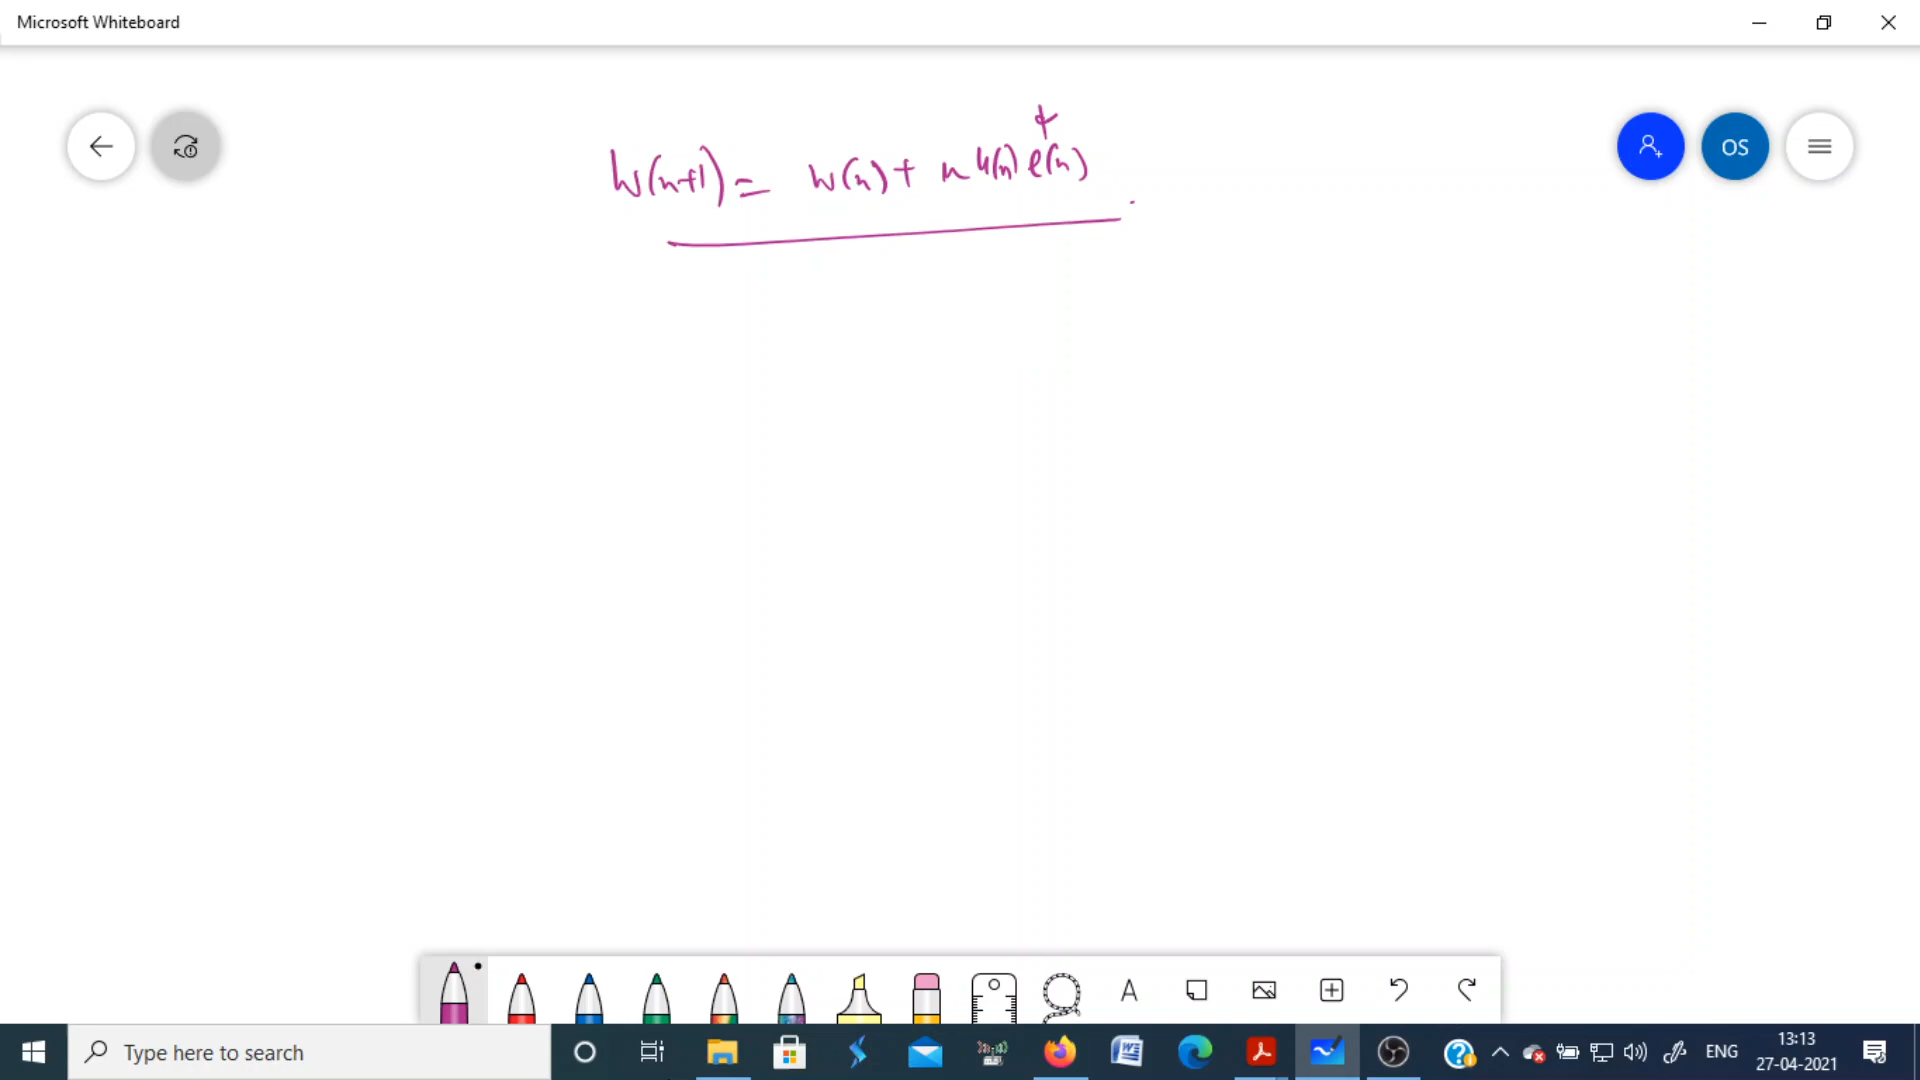 Microsoft Whiteboard
w(n+1) = w(n) + μ u(n) e*(n)
OS
A
Type here to search
ENG
13:13
27-04-2021